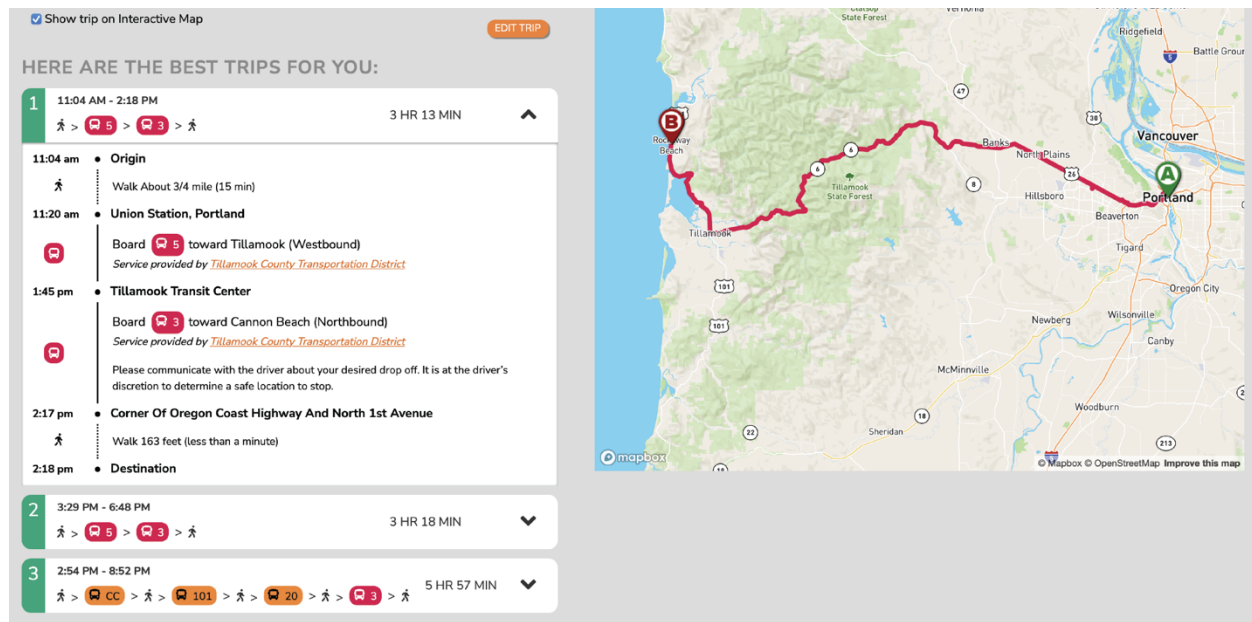 Show trip on Interactive Map
EDIT TRIP
HERE ARE THE BEST TRIPS FOR YOU:
1
11:04 AM - 2:18 PM
> 5 > 3 >
3 HR 13 MIN
11:04 am
Origin
Walk About 3/4 mile (15 min)
11:20 am
Union Station, Portland
Board 5 toward Tillamook (Westbound)
Service provided by Tillamook County Transportation District
1:45 pm
Tillamook Transit Center
Board 3 toward Cannon Beach (Northbound)
Service provided by Tillamook County Transportation District
Please communicate with the driver about your desired drop off. It is at the driver's
discretion to determine a safe location to stop.
2:17 pm
Corner Of Oregon Coast Highway And North 1st Avenue
Walk 163 feet (less than a minute)
2:18 pm
Destination
2
3:29 PM - 6:48 PM
> 5 > 3 >
3 HR 18 MIN
3
2:54 PM - 8:52 PM
> CC > > 101 > > 20 > > 3 >
5 HR 57 MIN
State Forest
Ridgefield
5
Battle Groun
47
30
Vancouver
B
Beach
6
Banks
North Plains
26
A
Portland
6
Tillamook
State Forest
8
Hillsboro
Beaverton
Tillamook
Tigard
101
Oregon City
101
Newberg
Wilsonville
Canby
McMinnville
Woodburn
18
22
Sheridan
213
mapbox
© Mapbox © OpenStreetMap Improve this map